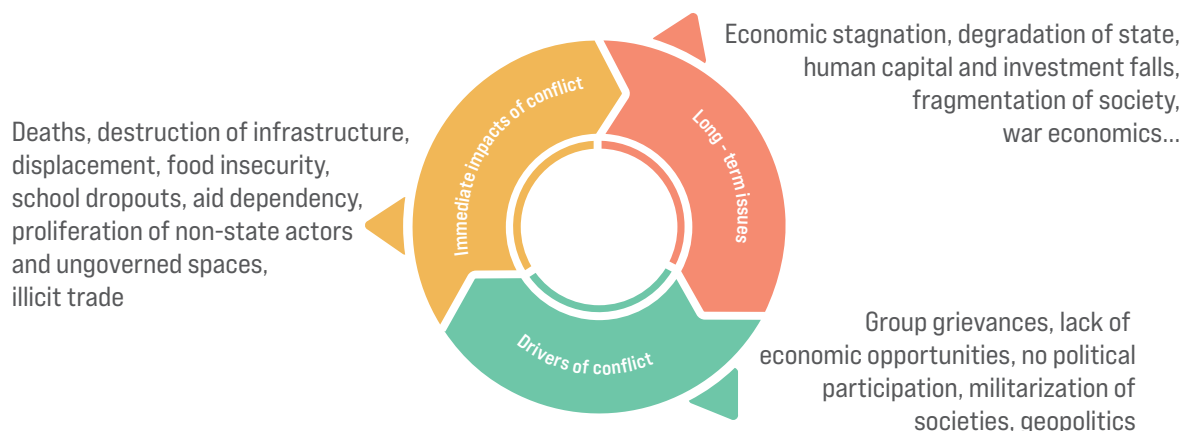 Economic stagnation, degradation of state,
human capital and investment falls,
fragmentation of society,
war economics...
Immediate impacts of conflict
Long - term issues
Deaths, destruction of infrastructure,
displacement, food insecurity,
school dropouts, aid dependency,
proliferation of non-state actors
and ungoverned spaces,
illicit trade
Drivers of conflict
Group grievances, lack of
economic opportunities, no political
participation, militarization of
societies, geopolitics